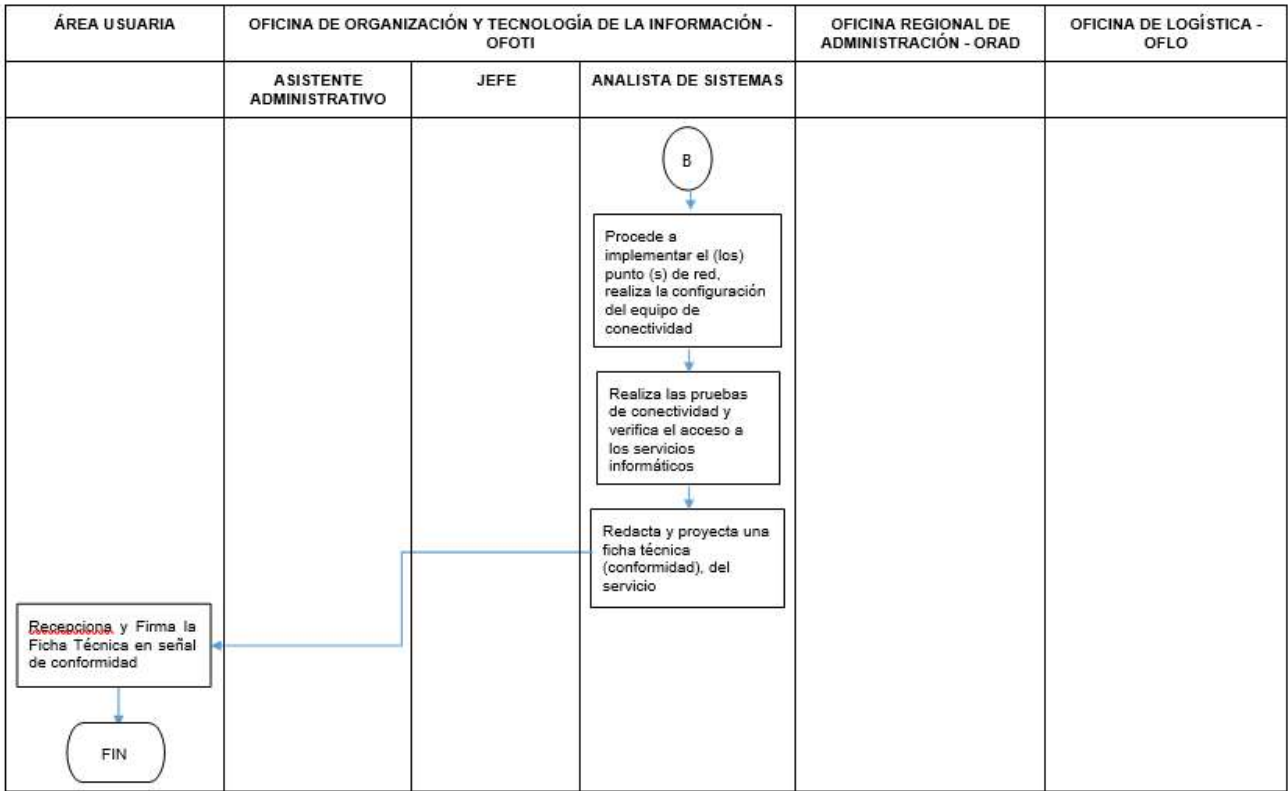 ÁREA USUARIA
OFICINA DE ORGANIZACIÓN Y TECNOLOGÍA DE LA INFORMACIÓN -
OFOTI
OFICINA REGIONAL DE
ADMINISTRACIÓN - ORAD
OFICINA DE LOGÍSTICA -
OFLO
ASISTENTE
ADMINISTRATIVO
JEFE
ANALISTA DE SISTEMAS
B
Procede a
implementar el (los)
punto (s) de red,
realiza la configuración
del equipo de
conectividad
Realiza las pruebas
de conectividad y
verifica el acceso a
los servicios
informáticos
Redacta y proyecta una
ficha técnica
(conformidad), del
servicio
Recepciona y Firma la
Ficha Técnica en señal
de conformidad
FIN